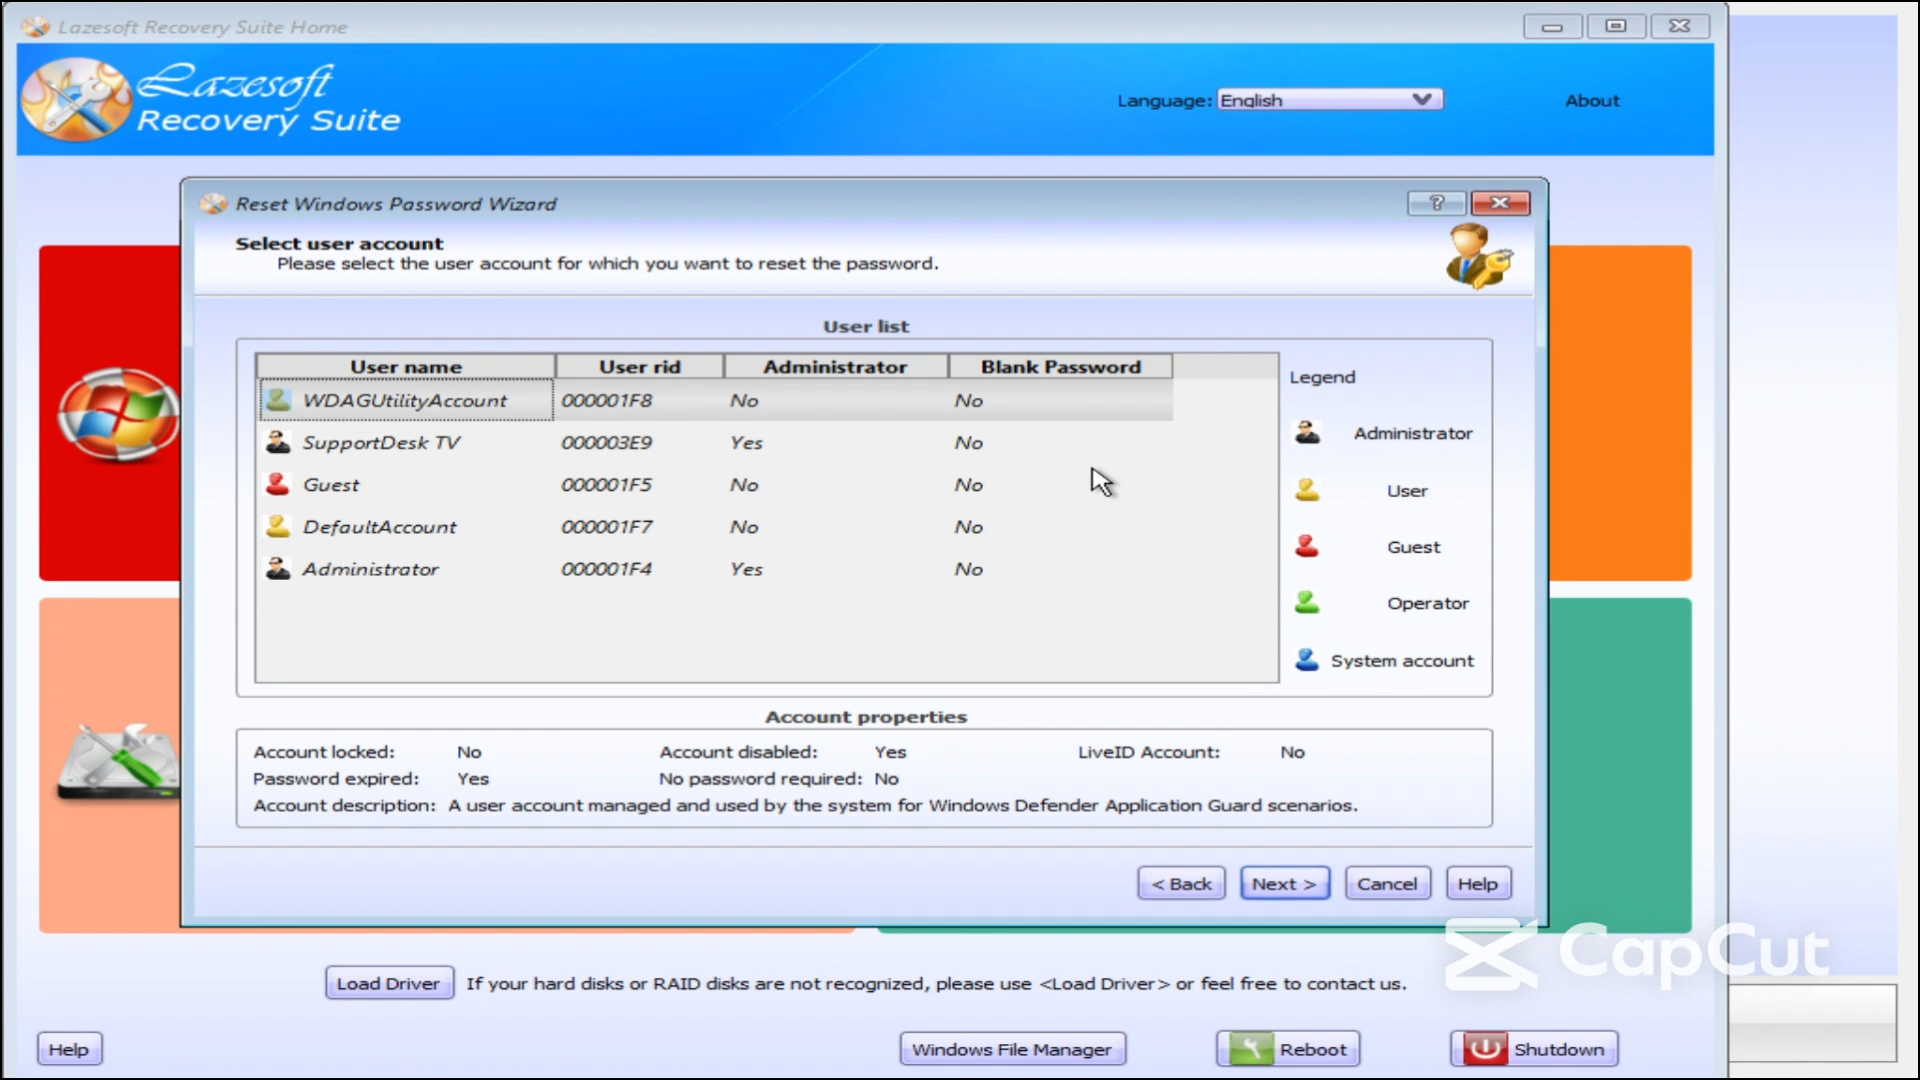 Lazesoft Recovery Suite Home
Lazesoft
Recovery Suite
Language: English
About
Reset Windows Password Wizard
Select user account
Please select the user account for which you want to reset the password.
User list
User name User rid Administrator Blank Password
WDAGUtilityAccount 000001F8 No No
SupportDesk TV 000003E9 Yes No
Guest 000001F5 No No
DefaultAccount 000001F7 No No
Administrator 000001F4 Yes No
Legend
Administrator
User
Guest
Operator
System account
Account properties
Account locked: No Account disabled: Yes LiveID Account: No
Password expired: Yes No password required: No
Account description: A user account managed and used by the system for Windows Defender Application Guard scenarios.
< Back Next > Cancel Help
CapCut
Load Driver If your hard disks or RAID disks are not recognized, please use <Load Driver> or feel free to contact us.
Help Windows File Manager Reboot Shutdown